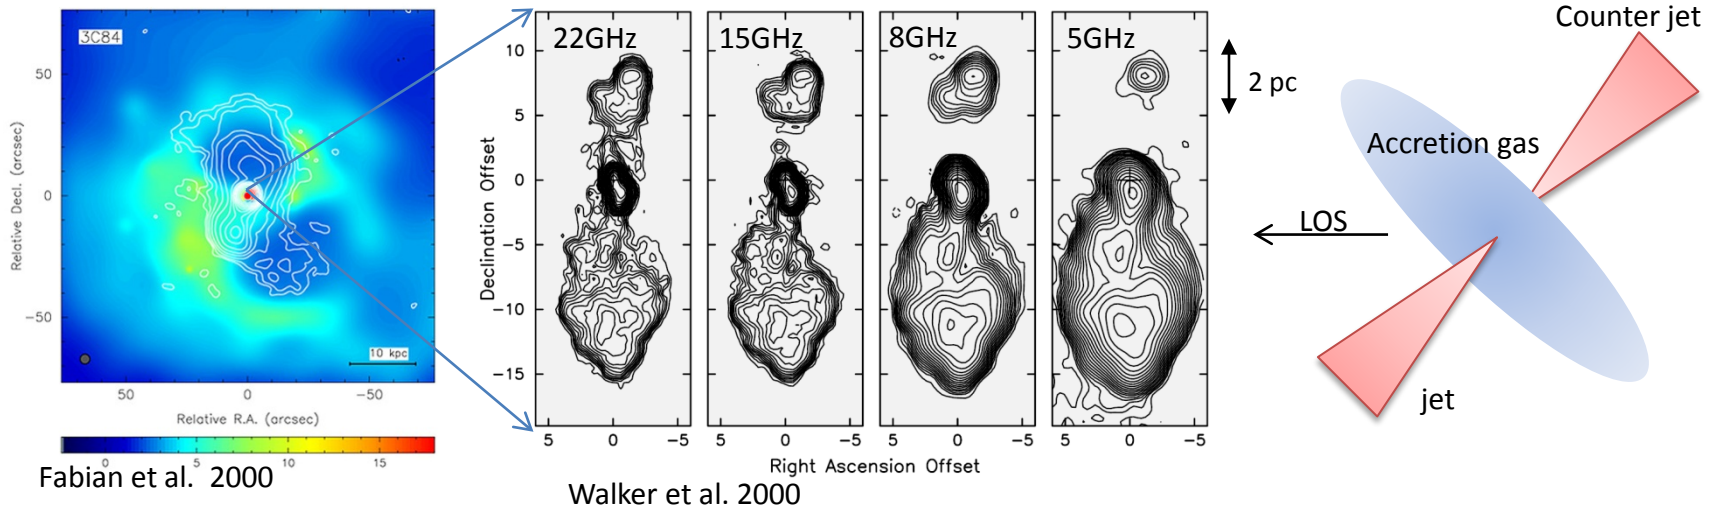 3C84
50
0
−50
Relative Decl. (arcsec)
10 kpc
50
0
−50
Relative R.A. (arcsec)
0
5
10
15
Fabian et al.  2000
22GHz
15GHz
8GHz
5GHz
10
5
0
−5
−10
−15
Declination Offset
5
0
−5
5
0
−5
5
0
−5
5
0
−5
Right Ascension Offset
Walker et al. 2000
2 pc
Counter jet
Accretion gas
LOS
jet